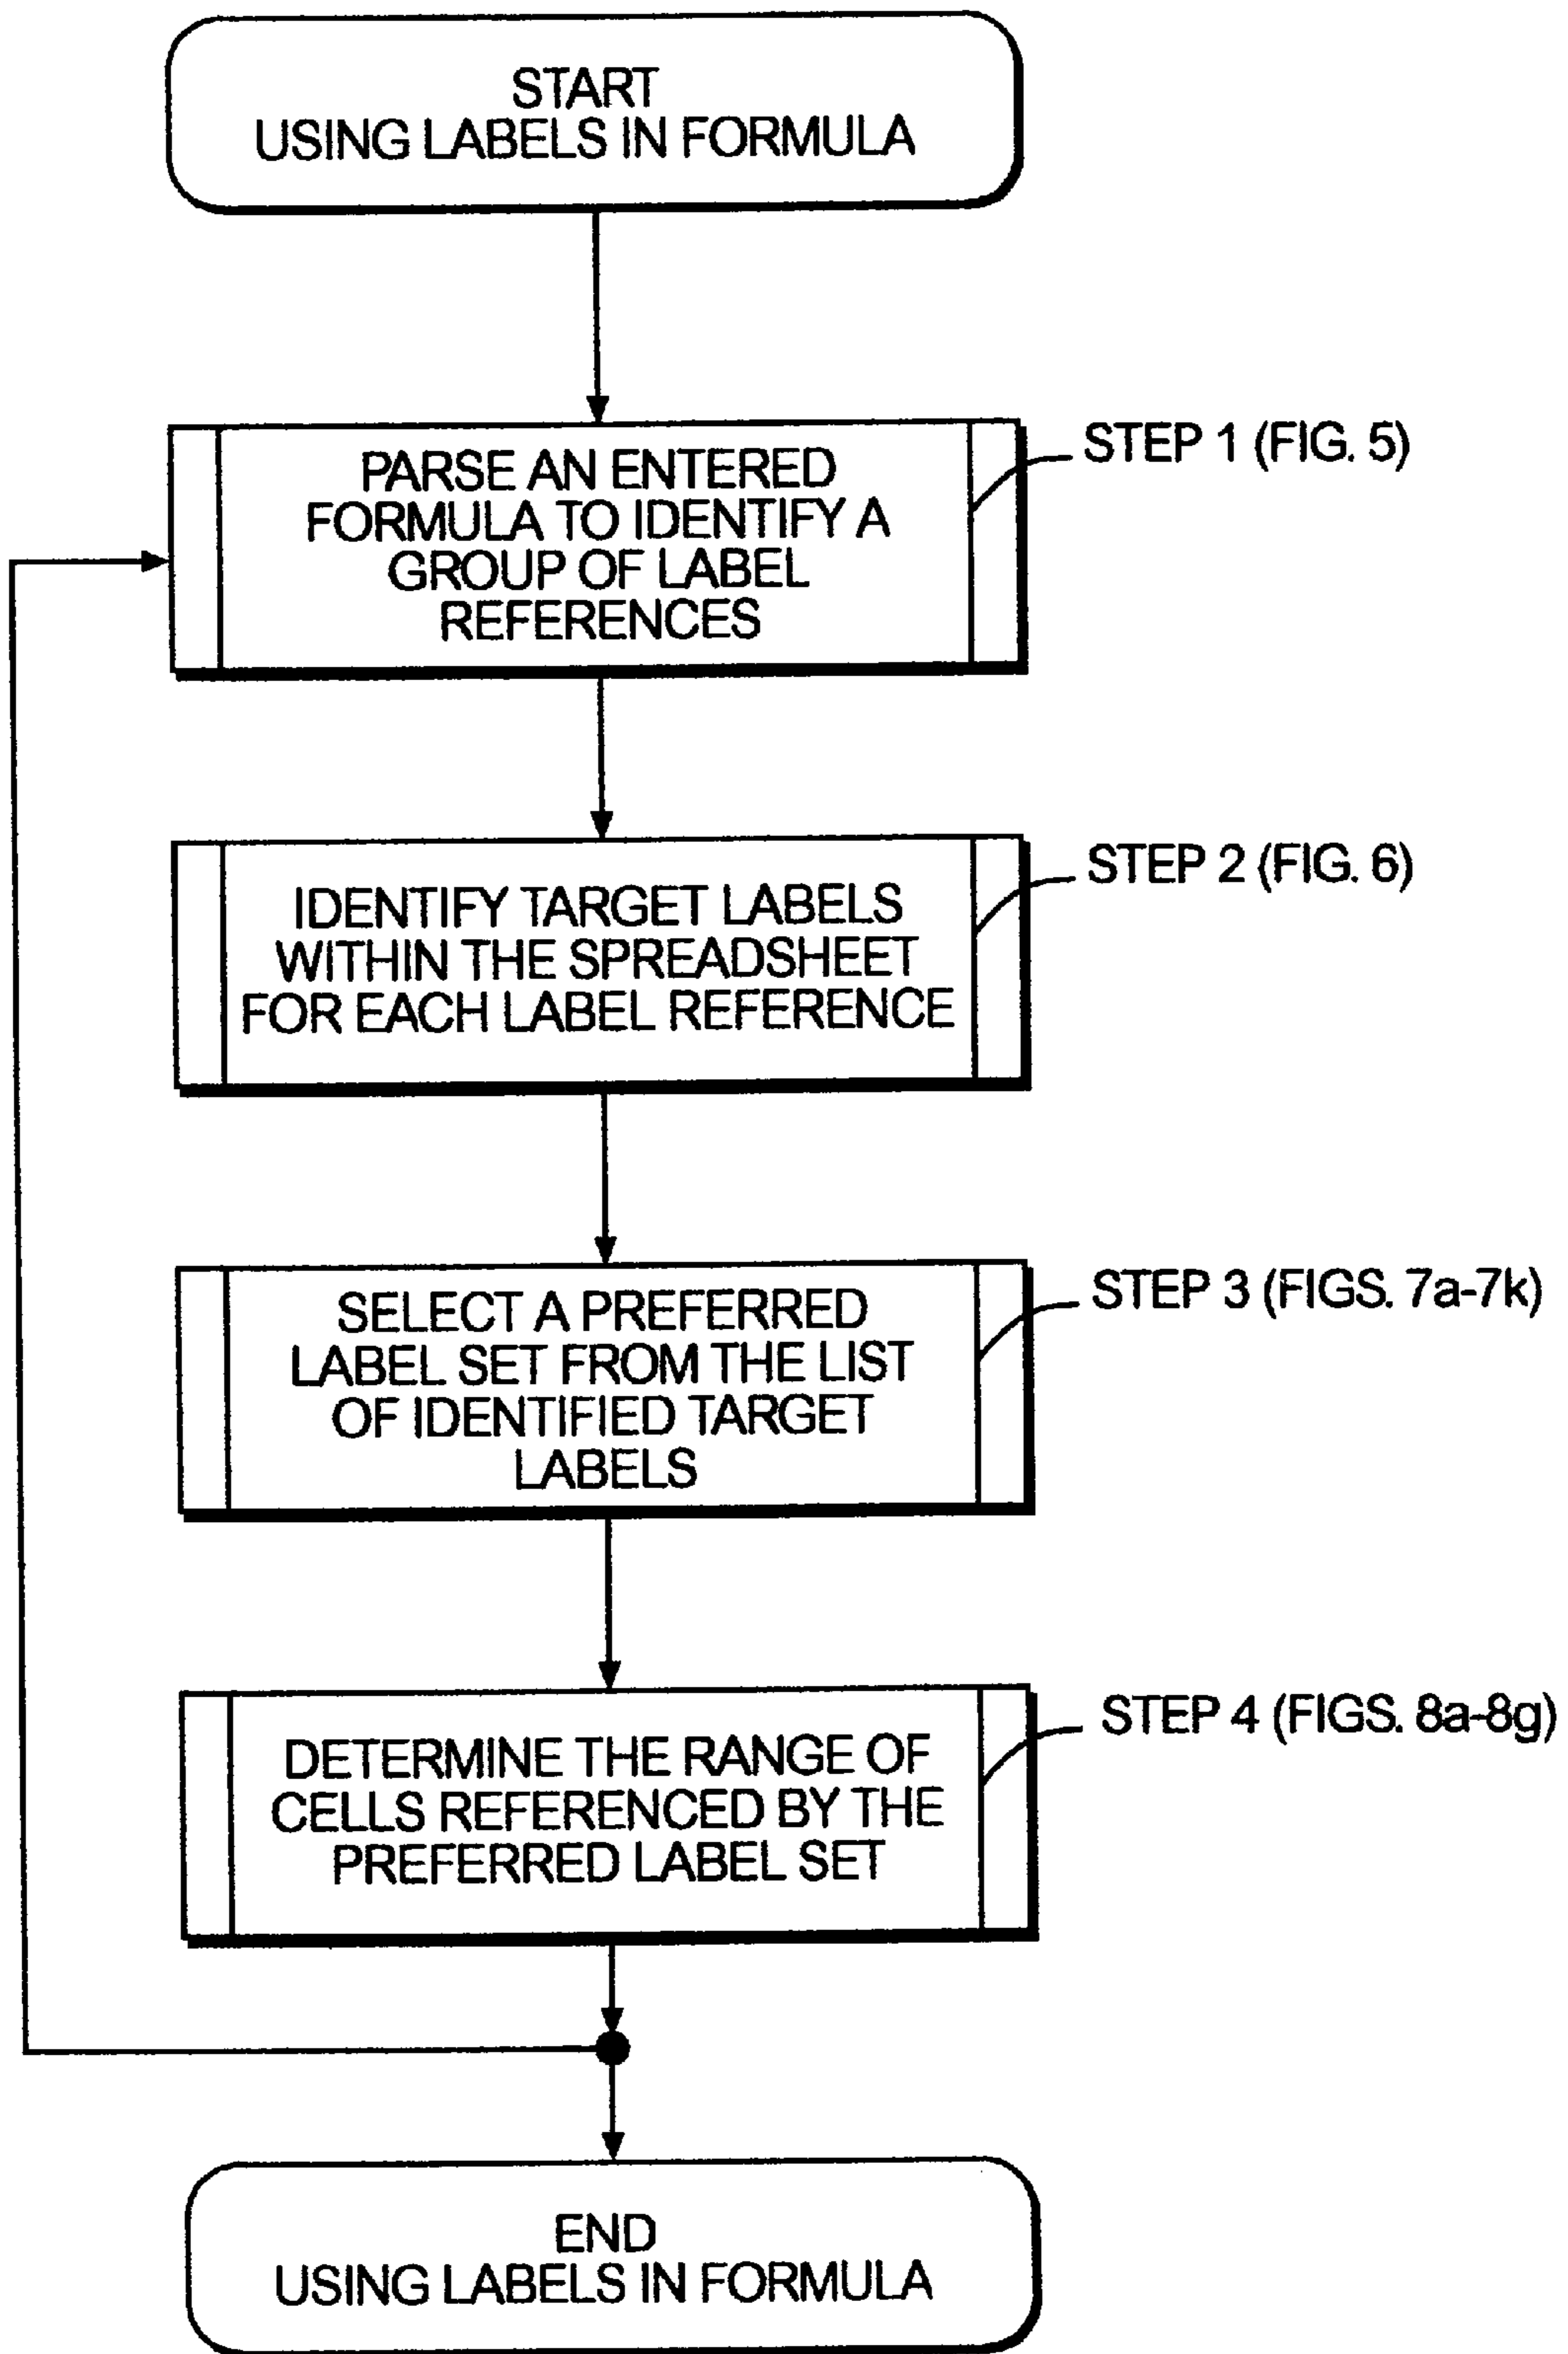 START
USING LABELS IN FORMULA
PARSE AN ENTERED
FORMULA TO IDENTIFY A
GROUP OF LABEL
REFERENCES
STEP 1 (FIG. 5)
IDENTIFY TARGET LABELS
WITHIN THE SPREADSHEET
FOR EACH LABEL REFERENCE
STEP 2 (FIG. 6)
SELECT A PREFERRED
LABEL SET FROM THE LIST
OF IDENTIFIED TARGET
LABELS
STEP 3 (FIGS. 7a-7k)
DETERMINE THE RANGE OF
CELLS REFERENCED BY THE
PREFERRED LABEL SET
STEP 4 (FIGS. 8a-8g)
END
USING LABELS IN FORMULA